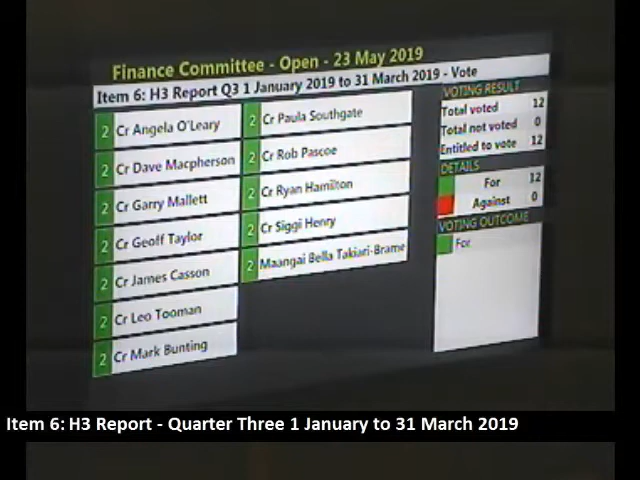 Finance Committee - Open - 23 May 2019
Item 6: H3 Report Q3 1 January 2019 to 31 March 2019 - Vote
2 Cr Angela O'Leary
2 Cr Dave Macpherson
2 Cr Garry Mallett
2 Cr Geoff Taylor
2 Cr James Casson
2 Cr Leo Tooman
2 Cr Mark Bunting
2 Cr Paula Southgate
2 Cr Rob Pascoe
2 Cr Ryan Hamilton
2 Cr Siggi Henry
2 Maangai Bella Takiari-Brame
VOTING RESULT
Total voted 12
Total not voted 0
Entitled to vote 12
DETAILS
For 12
Against 0
VOTING OUTCOME
For
Item 6: H3 Report - Quarter Three 1 January to 31 March 2019